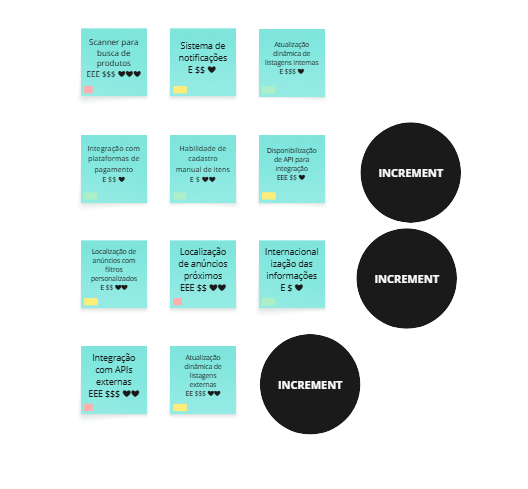 Scanner para
busca de
produtos
EEE $$$ ♥♥♥
Sistema de
notificações
E $$ ♥
Atualização
dinâmica de
listagens internas
E $$$ ♥
Integração com
plataformas de
pagamento
E $$ ♥
Habilidade de
cadastro
manual de itens
E $ ♥♥
Disponibilização
de API para
integração
EEE $$ ♥
INCREMENT
Localização de
anúncios com
filtros
personalizados
E $$ ♥♥
Localização
de anúncios
próximos
EEE $$ ♥♥
Internacional
ização das
informações
E $ ♥
INCREMENT
Integração
com APIs
externas
EEE $$$ ♥♥
Atualização
dinâmica de
listagens
externas
EE $$$ ♥♥
INCREMENT